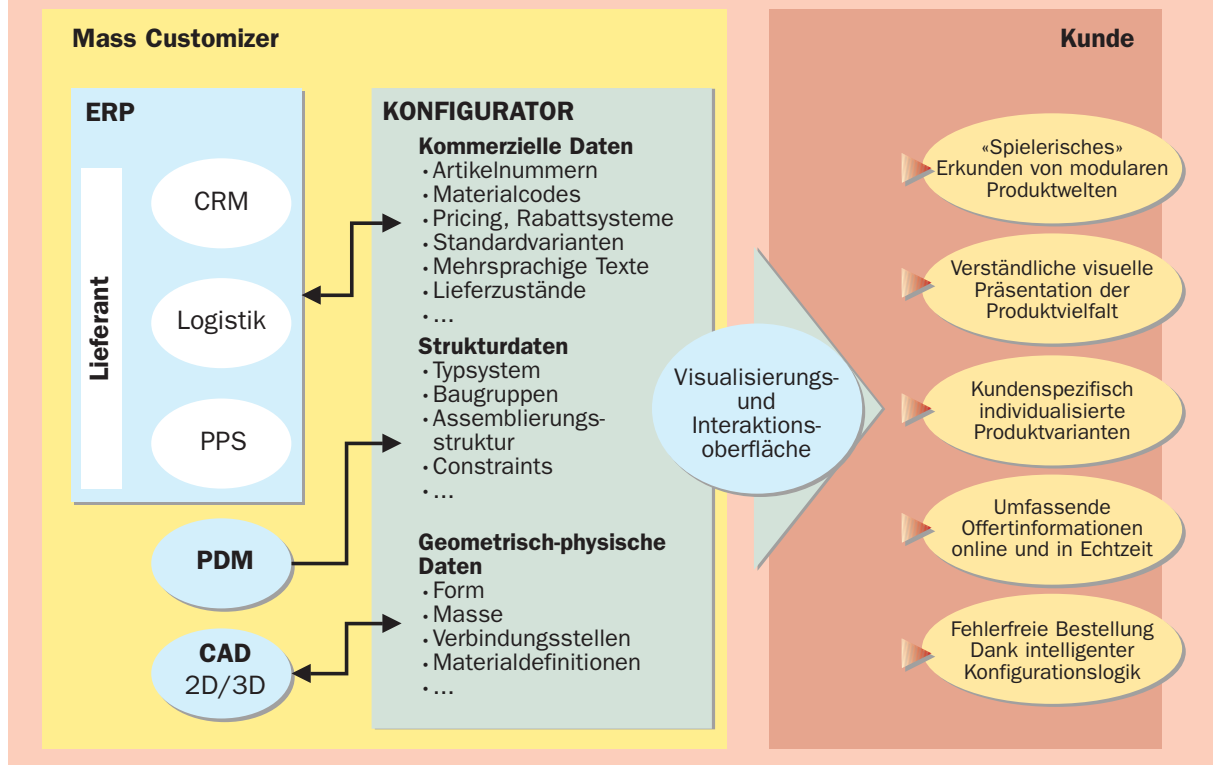 Mass Customizer
Kunde
ERP
Lieferant
CRM
Logistik
PPS
PDM
CAD
2D/3D
KONFIGURATOR
Kommerzielle Daten
· Artikelnummern
· Materialcodes
· Pricing, Rabattsysteme
· Standardvarianten
· Mehrsprachige Texte
· Lieferzustände
· ...
Strukturdaten
· Typsystem
· Baugruppen
· Assemblierungs-
struktur
· Constraints
· ...
Geometrisch-physische
Daten
· Form
· Masse
· Verbindungsstellen
· Materialdefinitionen
· ...
Visualisierungs-
und
Interaktions-
oberfläche
«Spielerisches»
Erkunden von modularen
Produktwelten
Verständliche visuelle
Präsentation der
Produktvielfalt
Kundenspezifisch
individualisierte
Produktvarianten
Umfassende
Offertinformationen
online und in Echtzeit
Fehlerfreie Bestellung
Dank intelligenter
Konfigurationslogik